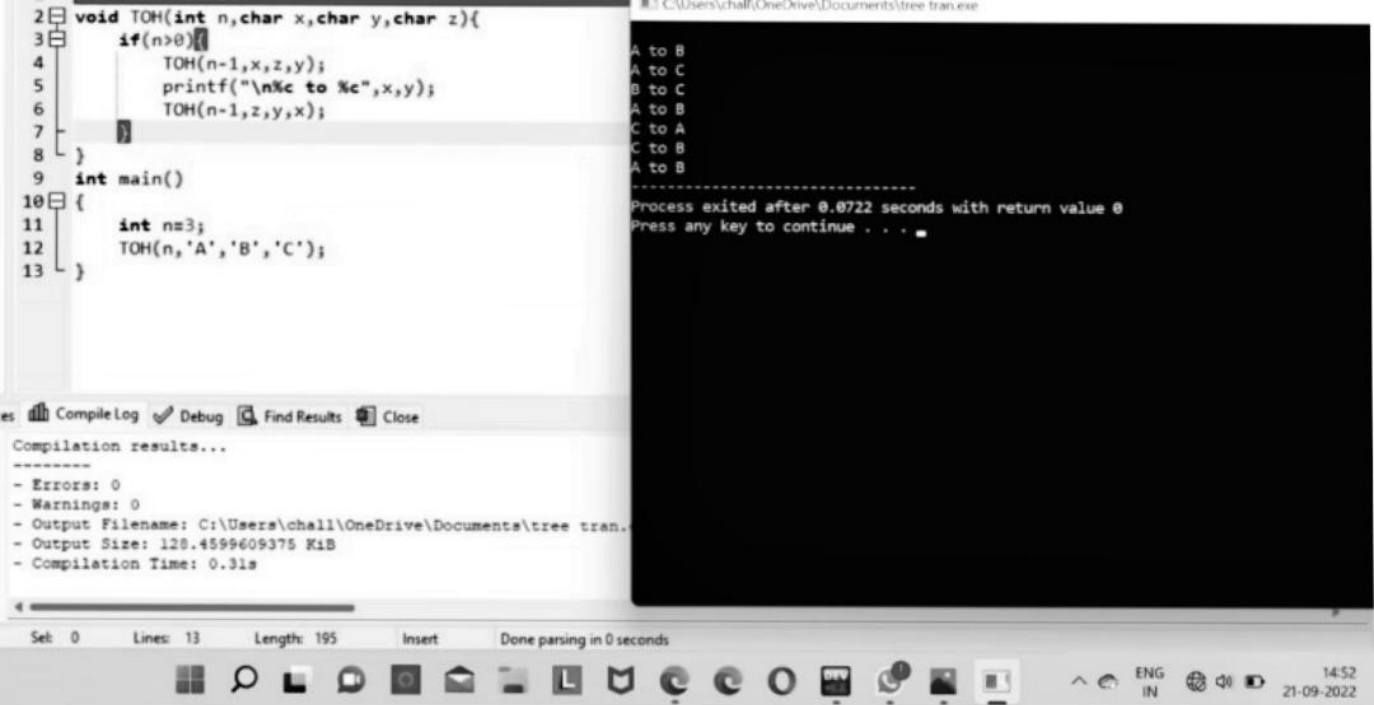 C:\Users\chall\OneDrive\Documents\tree tran.exe
2 void TOH(int n,char x,char y,char z){
3 if(n>0){
4 TOH(n-1,x,z,y);
5 printf("\n%c to %c",x,y);
6 TOH(n-1,z,y,x);
7 }
8 }
9 int main()
10 {
11 int n=3;
12 TOH(n,'A','B','C');
13 }
A to B
A to C
B to C
A to B
C to A
C to B
A to B
--------------------------------
Process exited after 0.0722 seconds with return value 0
Press any key to continue . . .
es Compile Log Debug Find Results Close
Compilation results...
--------
- Errors: 0
- Warnings: 0
- Output Filename: C:\Users\chall\OneDrive\Documents\tree tran.
- Output Size: 128.4599609375 KiB
- Compilation Time: 0.31s
Sel: 0 Lines: 13 Length: 195 Insert Done parsing in 0 seconds
L DEV ENG 14:52
IN 21-09-2022